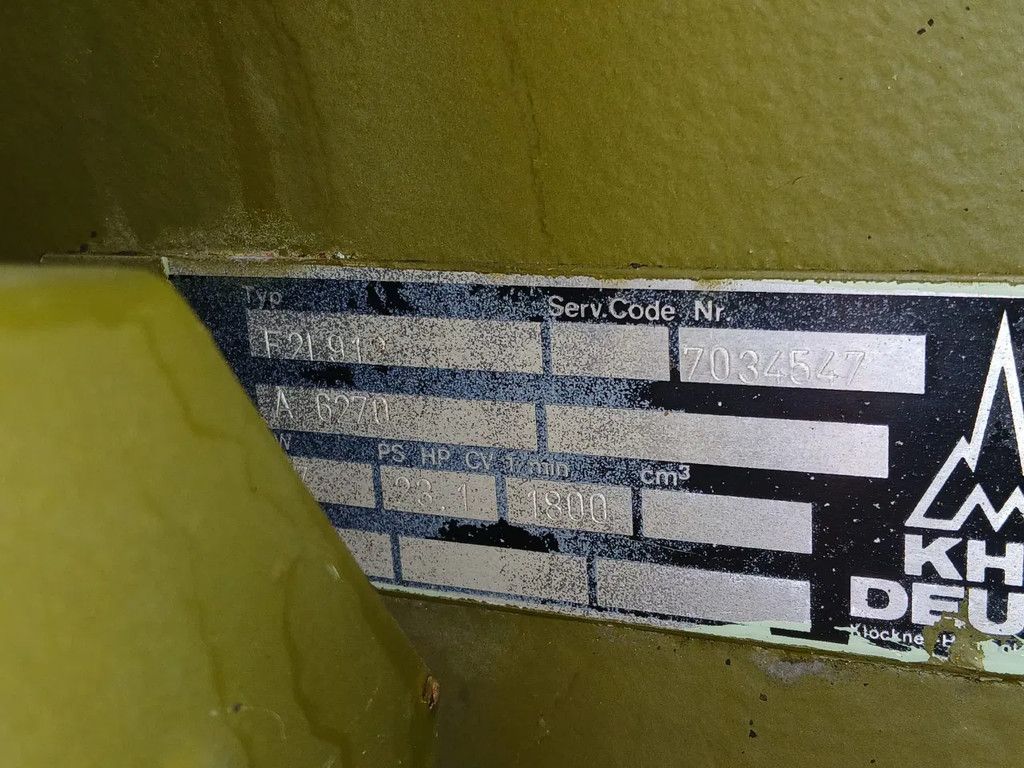 Typ Serv.Code Nr.
F2L912 7034547
A 6270
PS HP CV 1/min cm³
23.1 1800
KH
DEU